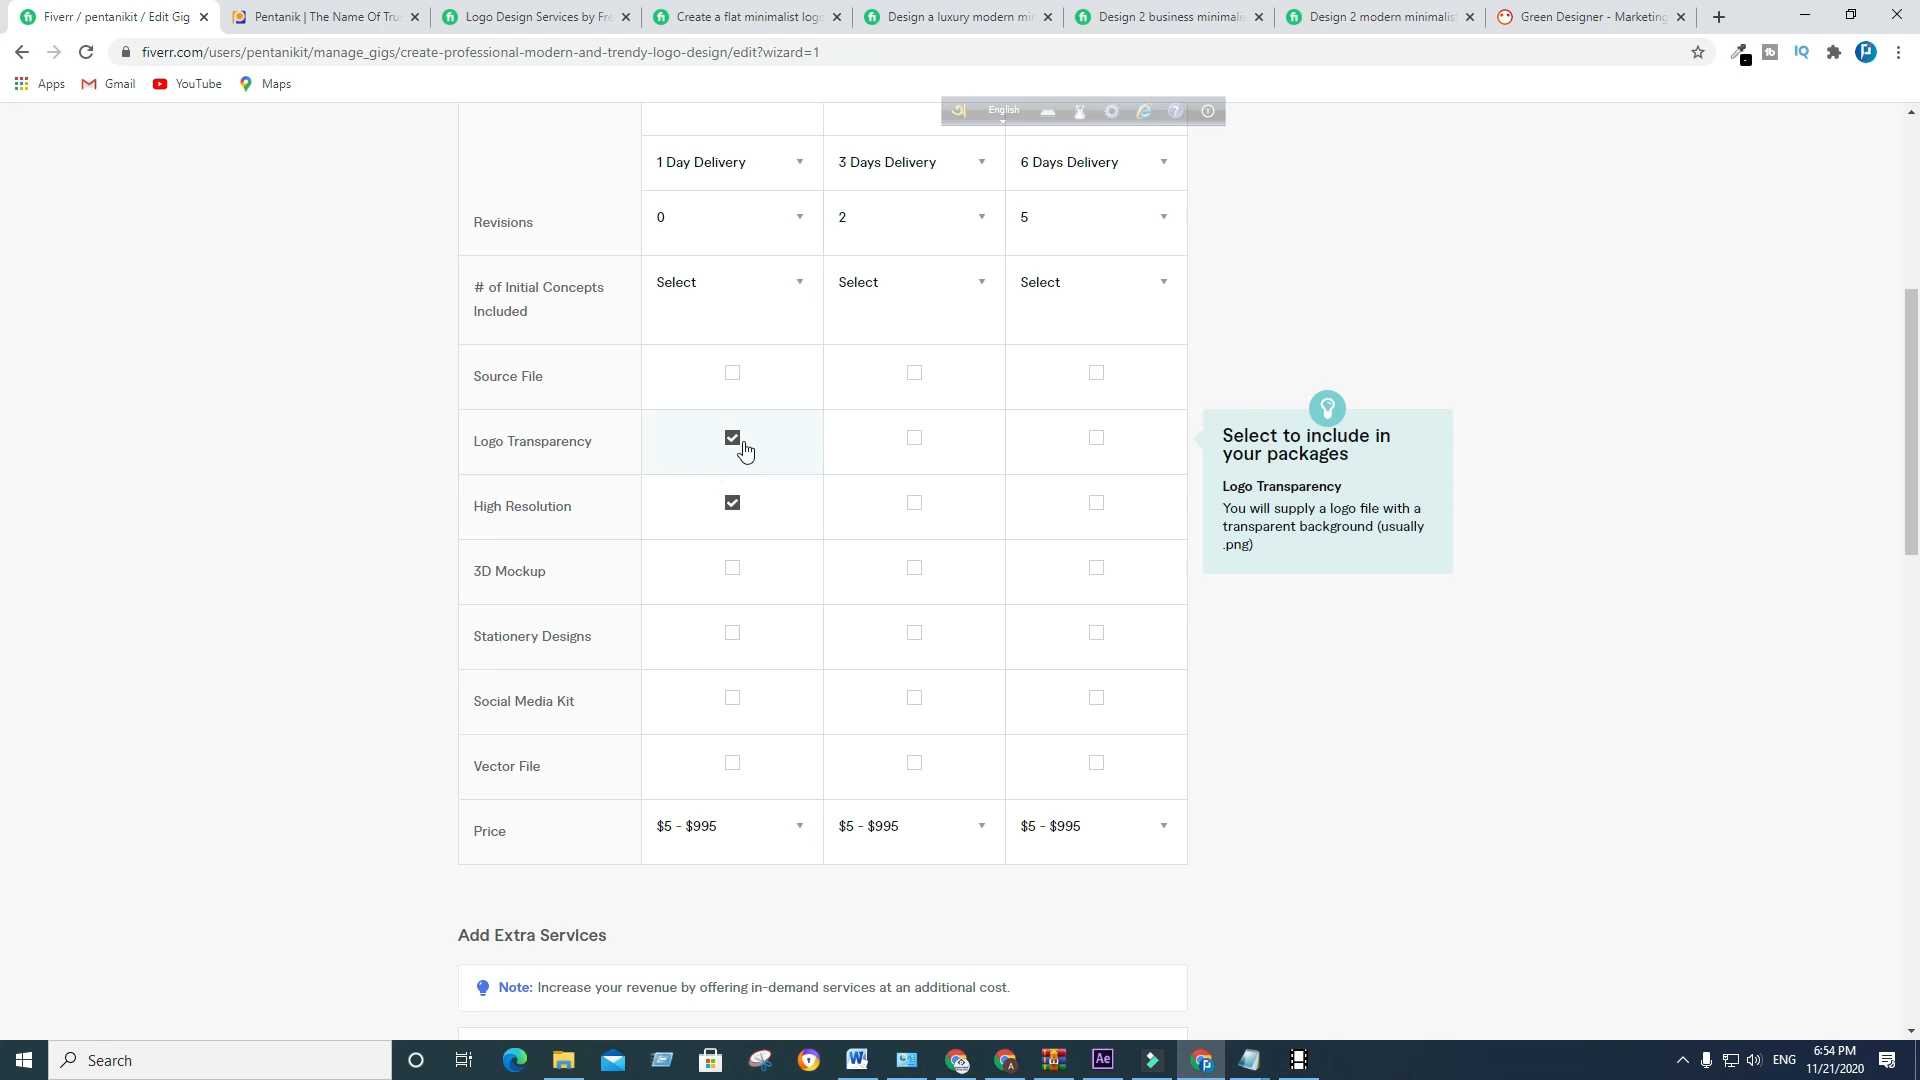 Fiverr / pentanikit / Edit Gig
Pentanik | The Name Of Tru
Logo Design Services by Fre
Create a flat minimalist logo
Design a luxury modern mi
Design 2 business minimali
Design 2 modern minimalis
Green Designer - Marketing
fiverr.com/users/pentanikit/manage_gigs/create-professional-modern-and-trendy-logo-design/edit?wizard=1
Apps
Gmail
YouTube
Maps
English
1 Day Delivery
3 Days Delivery
6 Days Delivery
Revisions
0
2
5
# of Initial Concepts
Included
Select
Select
Select
Source File
Logo Transparency
High Resolution
3D Mockup
Stationery Designs
Social Media Kit
Vector File
Price
$5 - $995
$5 - $995
$5 - $995
Select to include in
your packages
Logo Transparency
You will supply a logo file with a
transparent background (usually
.png)
Add Extra Services
Note: Increase your revenue by offering in-demand services at an additional cost.
Search
ENG
6:54 PM
11/21/2020